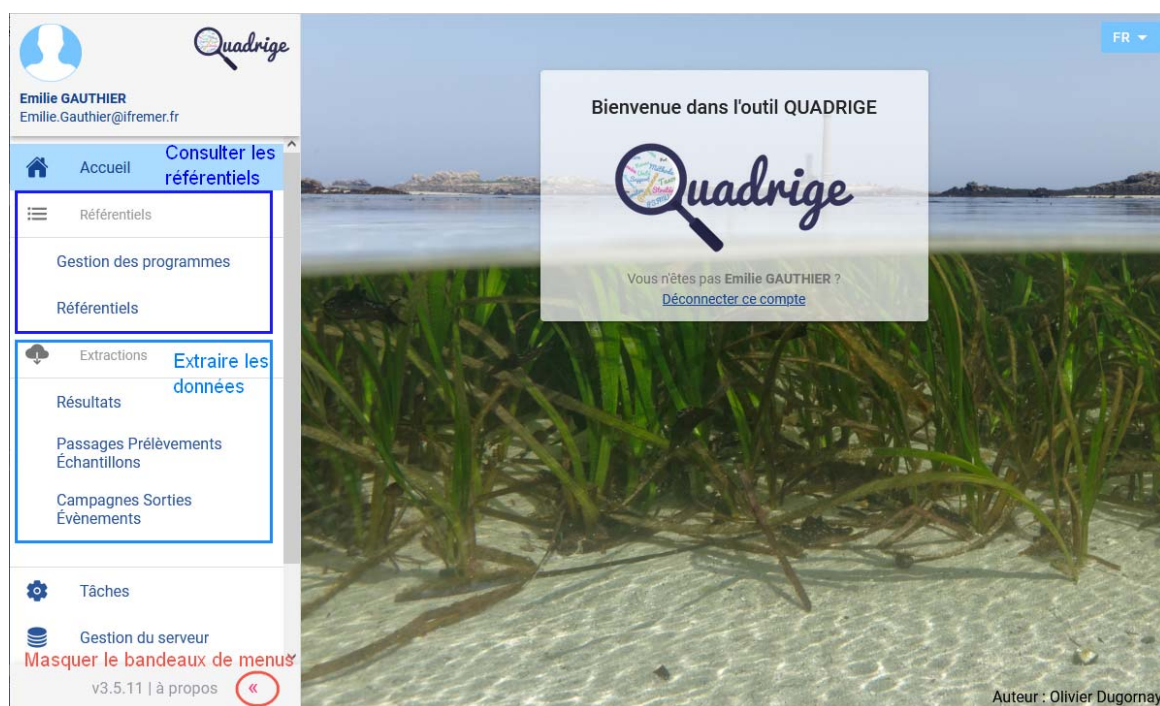 Quadrige
Emilie GAUTHIER
Emilie.Gauthier@ifremer.fr
Accueil
Consulter les
référentiels
Référentiels
Gestion des programmes
Référentiels
Extractions
Extraire les
données
Résultats
Passages Prélèvements
Échantillons
Campagnes Sorties
Évènements
Tâches
Gestion du serveur
Masquer le bandeaux de menus
v3.5.11 | à propos «
FR
Bienvenue dans l'outil QUADRIGE
Quadrige
Vous n'êtes pas Emilie GAUTHIER ?
Déconnecter ce compte
Auteur : Olivier Dugornay